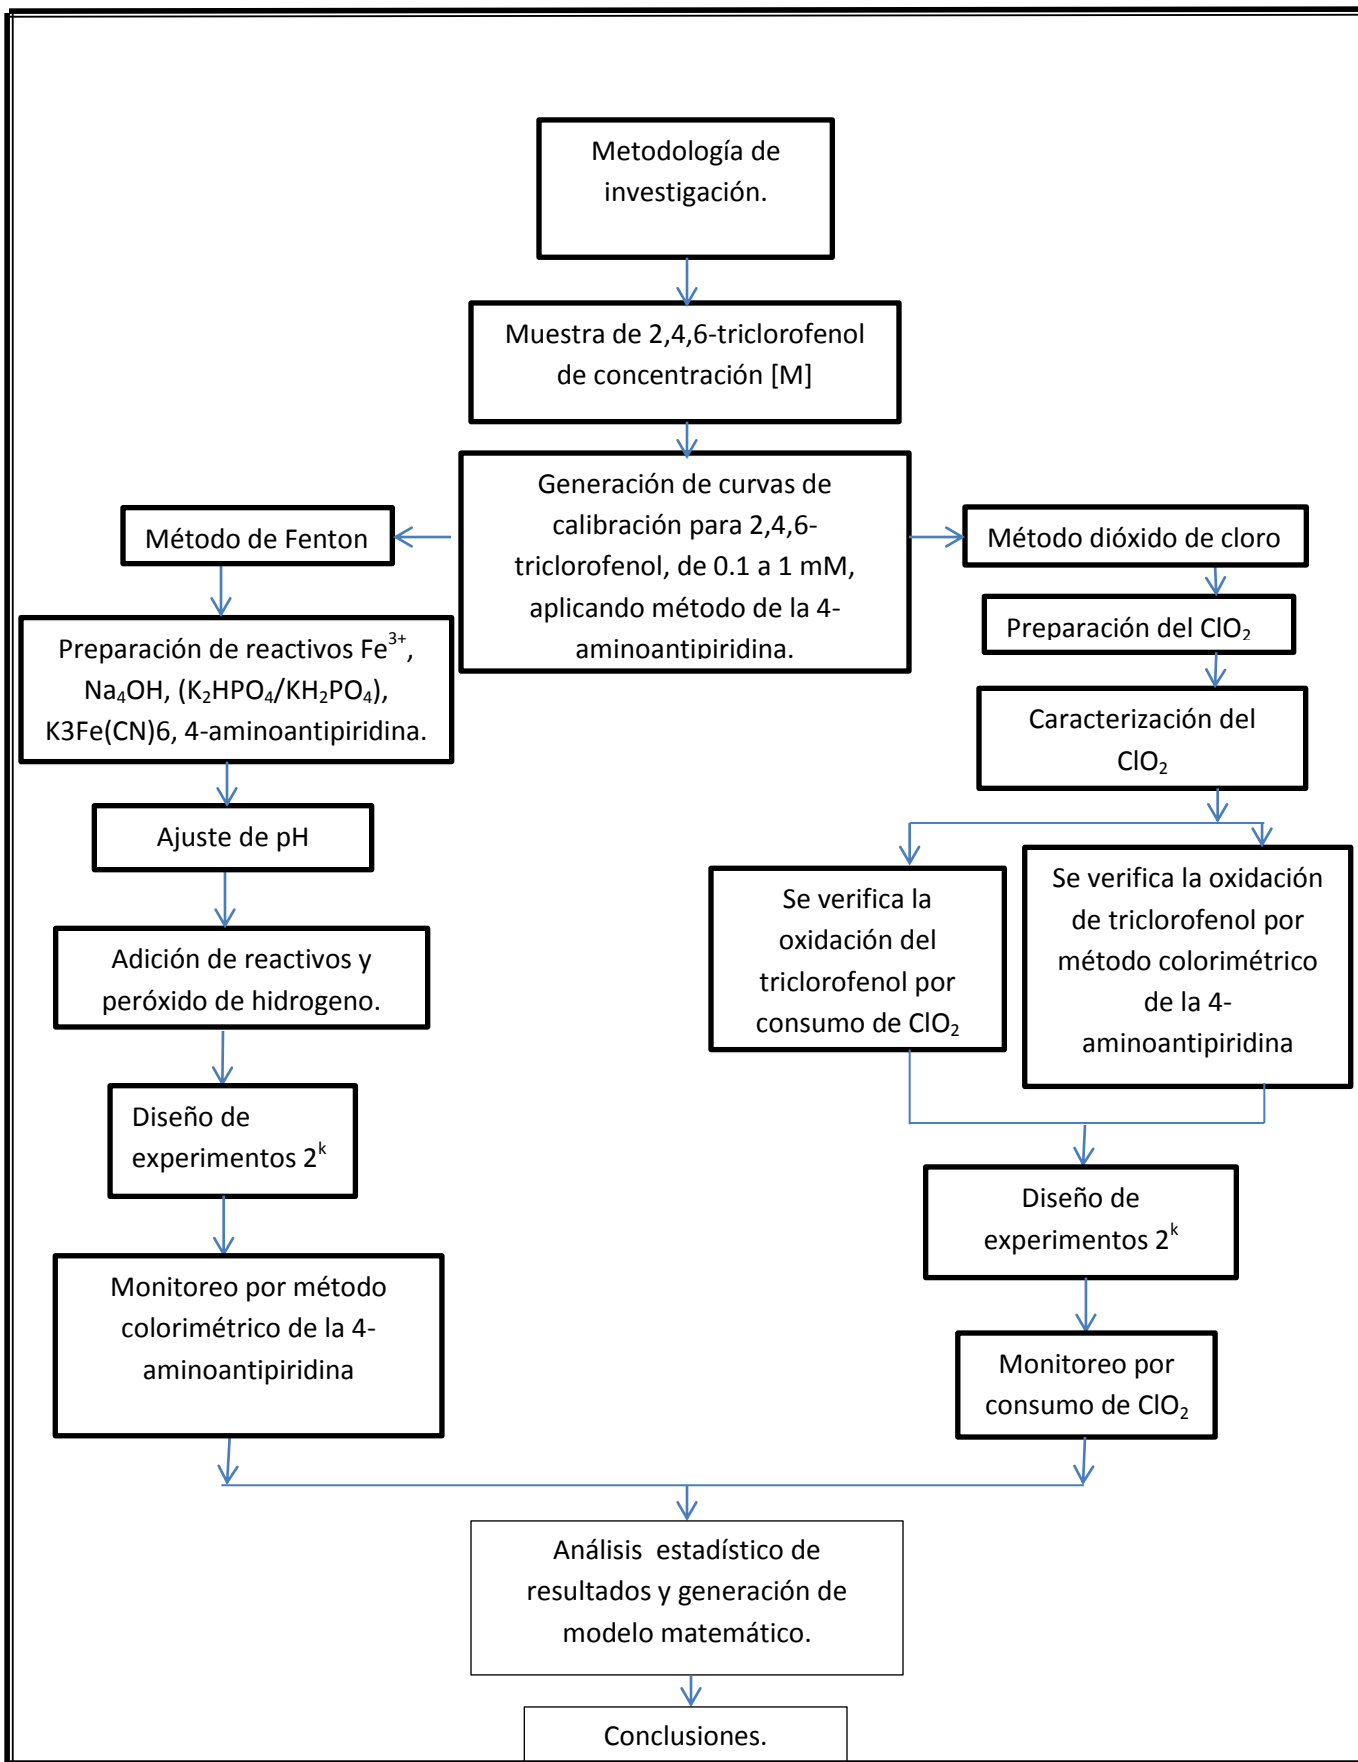 Metodología de
investigación.
Muestra de 2,4,6-triclorofenol
de concentración [M]
Generación de curvas de
calibración para 2,4,6-
triclorofenol, de 0.1 a 1 mM,
aplicando método de la 4-
aminoantipiridina.
Método de Fenton
Preparación de reactivos Fe³⁺,
Na₄OH, (K₂HPO₄/KH₂PO₄),
K3Fe(CN)6, 4-aminoantipiridina.
Ajuste de pH
Adición de reactivos y
peróxido de hidrogeno.
Diseño de
experimentos 2ᵏ
Monitoreo por método
colorimétrico de la 4-
aminoantipiridina
Método dióxido de cloro
Preparación del ClO₂
Caracterización del
ClO₂
Se verifica la
oxidación del
triclorofenol por
consumo de ClO₂
Se verifica la oxidación
de triclorofenol por
método colorimétrico
de la 4-
aminoantipiridina
Diseño de
experimentos 2ᵏ
Monitoreo por
consumo de ClO₂
Análisis estadístico de
resultados y generación de
modelo matemático.
Conclusiones.